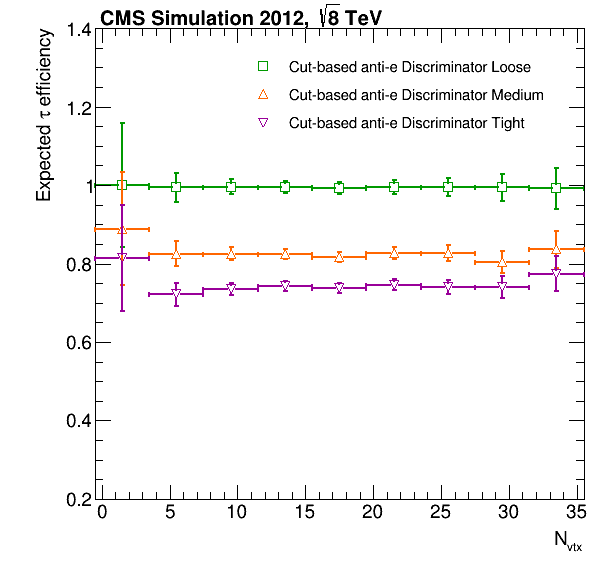 CMS Simulation 2012, √8 TeV
Expected τ efficiency
1.4
1.2
1
0.8
0.6
0.4
0.2
Cut-based anti-e Discriminator Loose
Cut-based anti-e Discriminator Medium
Cut-based anti-e Discriminator Tight
0 5 10 15 20 25 30 35
Nvtx